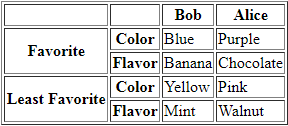 Bob Alice
Favorite Color Blue Purple
Flavor Banana Chocolate
Least Favorite Color Yellow Pink
Flavor Mint Walnut